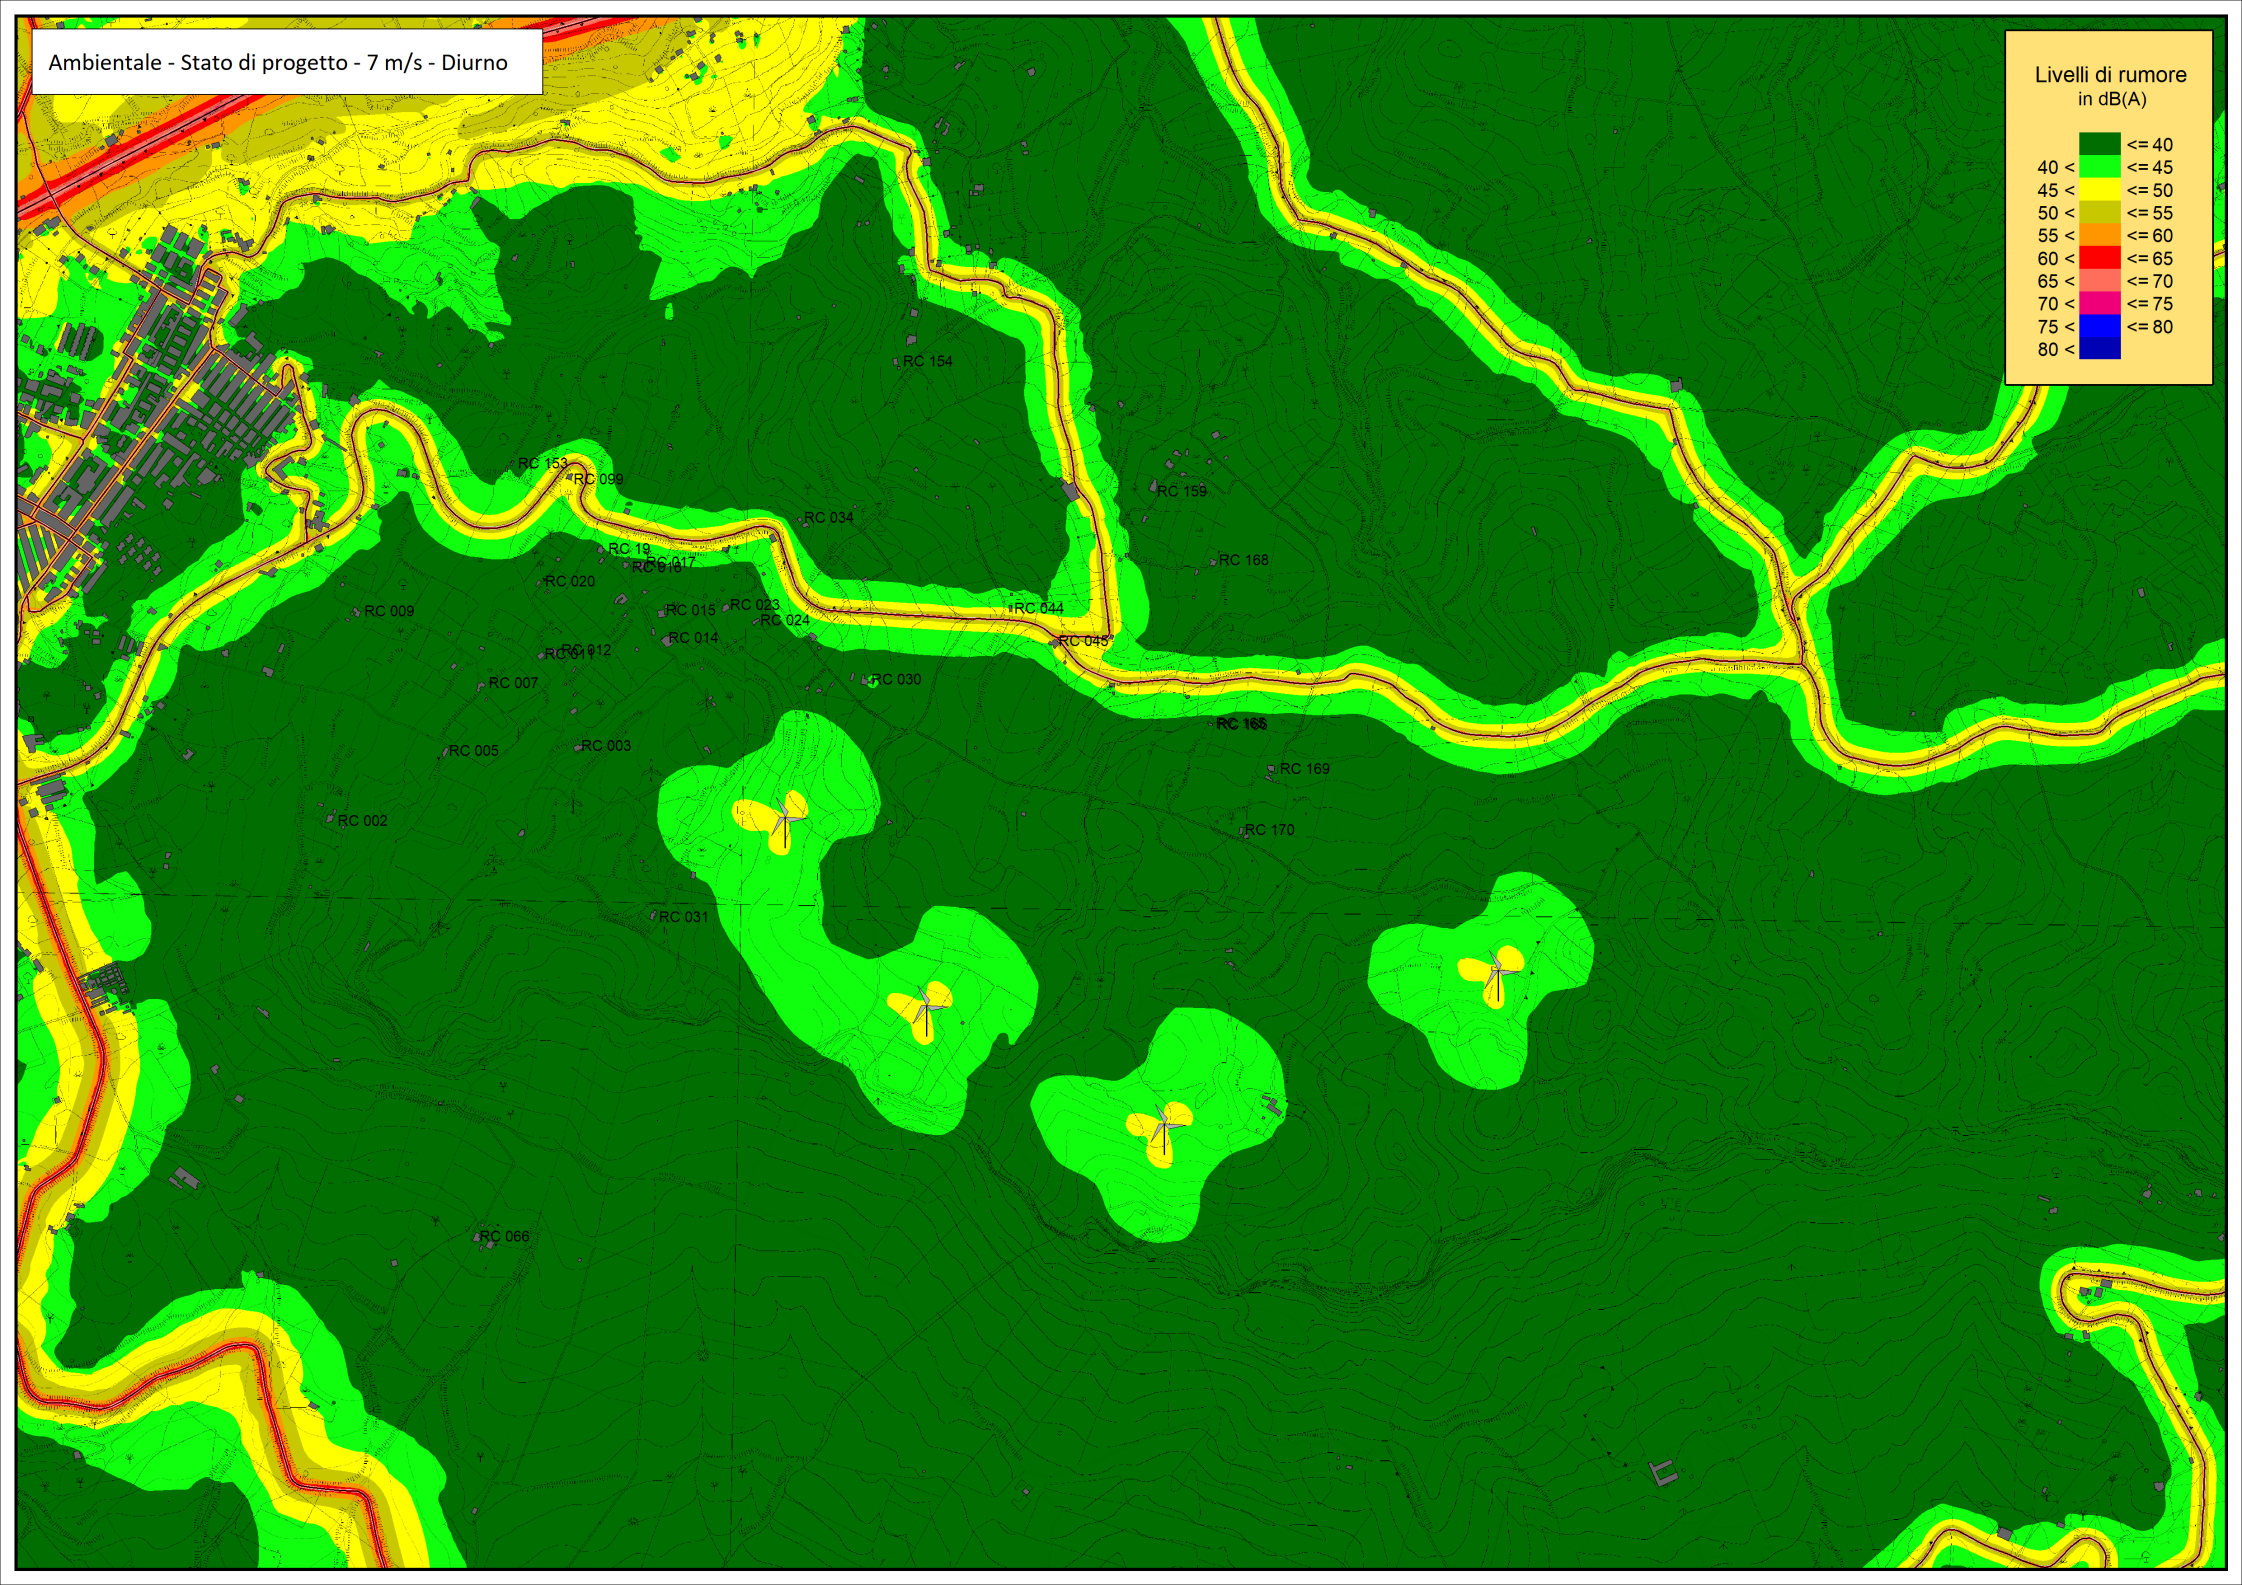 Ambientale - Stato di progetto - 7 m/s - Diurno
Livelli di rumore
in dB(A)
<= 40
40 < <= 45
45 < <= 50
50 < <= 55
55 < <= 60
60 < <= 65
65 < <= 70
70 < <= 75
75 < <= 80
80 <
RC 154
RC 153
RC 099
RC 159
RC 034
RC 19
RC 017
RC 016
RC 168
RC 020
RC 009
RC 015
RC 023
RC 024
RC 044
RC 014
RC 045
RC 012
RC 011
RC 007
RC 030
RC 005
RC 003
RC 169
RC 002
RC 170
RC 031
RC 066